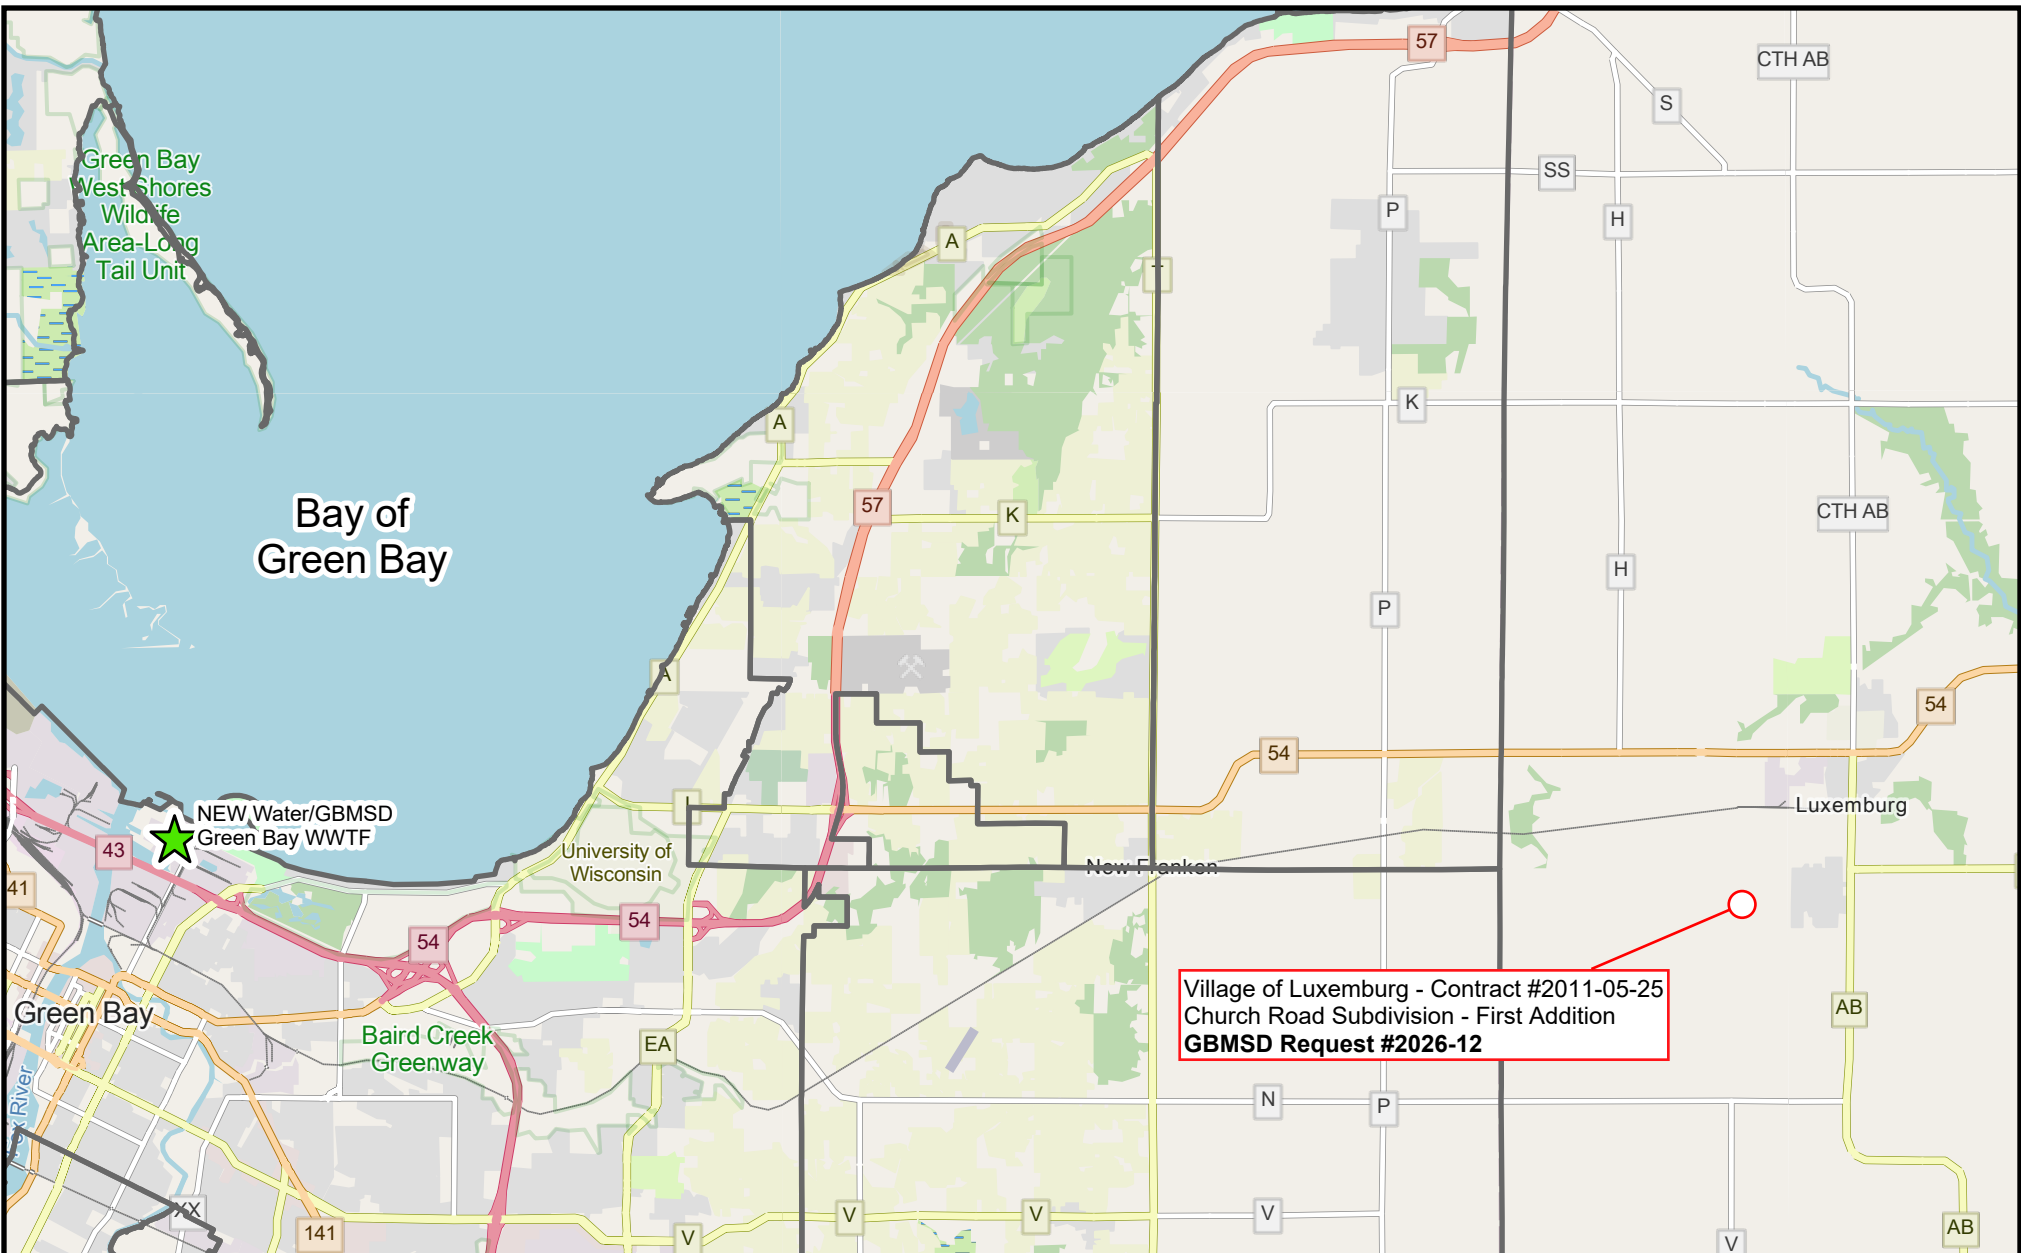 57
CTH AB
S
SS
P
H
Green Bay
West Shores
Wildlife
Area-Long
Tail Unit
A
T
K
A
Bay of
Green Bay
57
K
CTH AB
H
P
A
54
54
NEW Water/GBMSD
Green Bay WWTF
I
Luxemburg
43
41
University of
Wisconsin
New Franken
54
54
Village of Luxemburg - Contract #2011-05-25
Church Road Subdivision - First Addition
GBMSD Request #2026-12
Green Bay
AB
Baird Creek
Greenway
EA
Fox River
N
P
XX
141
V
V
V
V
V
AB